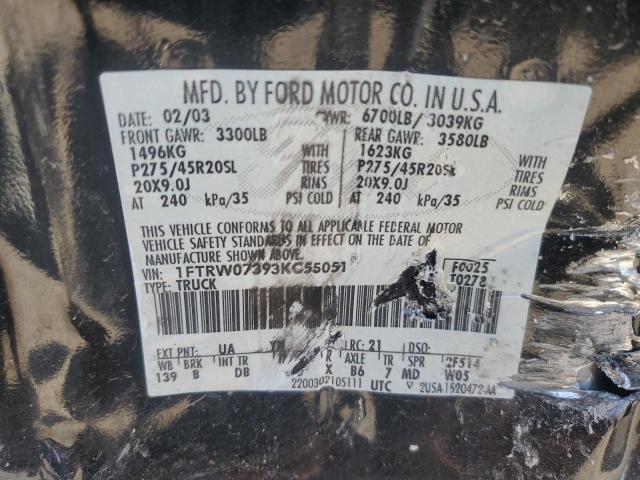 MFD. BY FORD MOTOR CO. IN U.S.A.
DATE: 02/03 GVWR: 6700LB/ 3039KG
FRONT GAWR: 3300LB REAR GAWR: 3580LB
1496KG WITH 1623KG WITH
P275/45R20SL TIRES P275/45R20SL TIRES
20X9.0J RIMS 20X9.0J RIMS
AT 240 kPa/35 PSI COLD AT 240 kPa/35 PSI COLD
THIS VEHICLE CONFORMS TO ALL APPLICABLE FEDERAL MOTOR
VEHICLE SAFETY STANDARDS IN EFFECT ON THE DATE OF
MANUFACTURE SHOWN ABOVE.
VIN: 1FTRW07393KC55051 F0025
TYPE: TRUCK T0278
EXT PNT: UA RC: 21 DSO:
WB BRK INT TR R AXLE TR SPR 2F514
139 B DB X B6 7 MD W05
2200302105111 UTC ▽ 2U5A1520472-AA